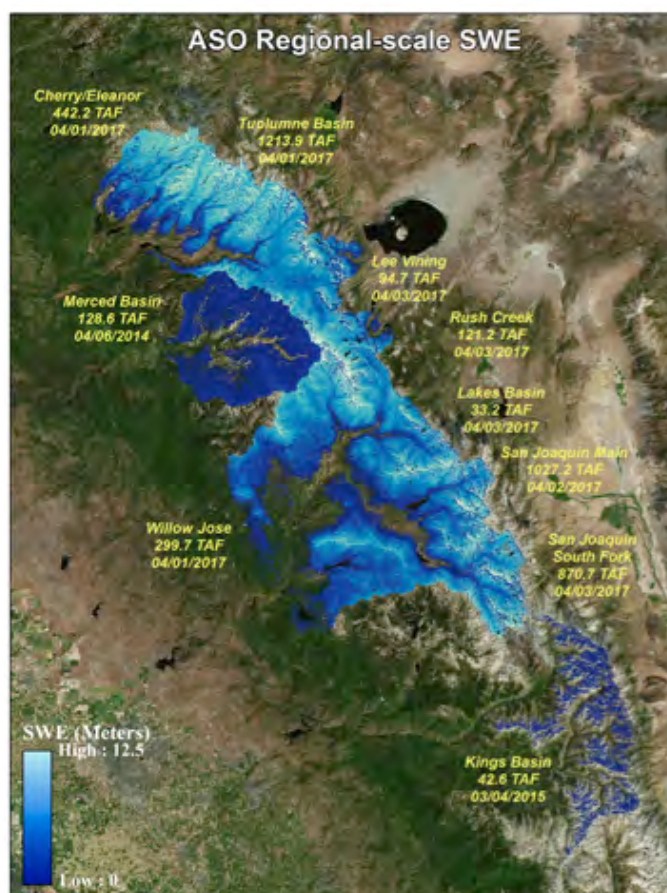 ASO Regional-scale SWE
Cherry/Eleanor
442.2 TAF
04/01/2017
Tuolumne Basin
1213.9 TAF
04/01/2017
Lee Vining
94.7 TAF
04/03/2017
Merced Basin
128.6 TAF
04/06/2014
Rush Creek
121.2 TAF
04/03/2017
Lakes Basin
33.2 TAF
04/03/2017
San Joaquin Main
1027.2 TAF
04/02/2017
Willow Jose
299.7 TAF
04/01/2017
San Joaquin
South Fork
870.7 TAF
04/03/2017
SWE (Meters)
High : 12.5
Low : 0
Kings Basin
42.6 TAF
03/04/2015